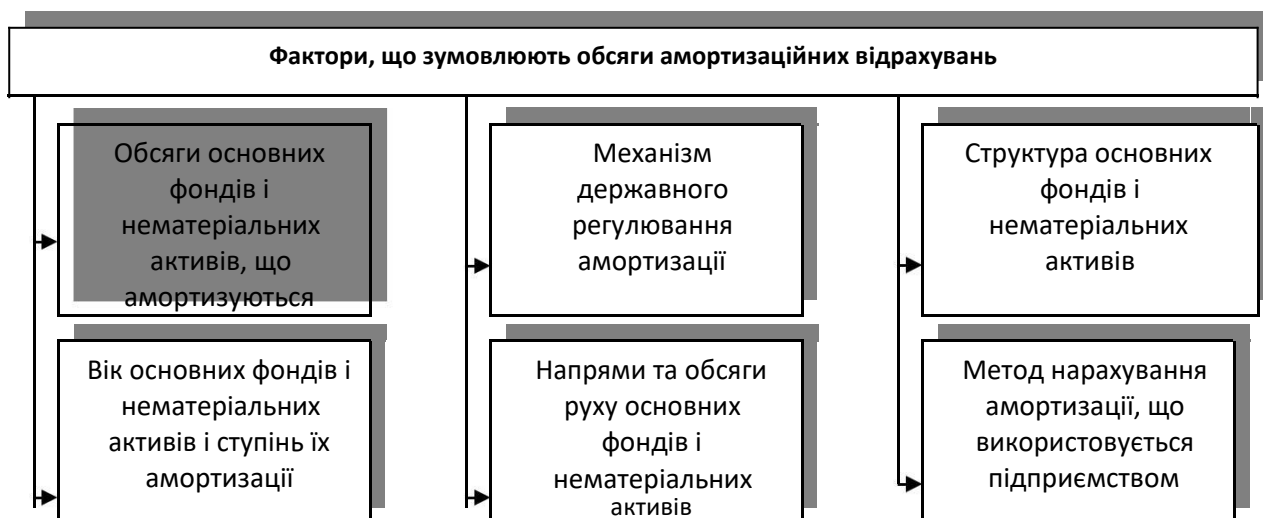 Фактори, що зумовлюють обсяги амортизаційних відрахувань
Обсяги основних
фондів і
нематеріальних
активів, що
амортизуються
Механізм
державного
регулювання
амортизації
Структура основних
фондів і
нематеріальних
активів
Вік основних фондів і
нематеріальних
активів і ступінь їх
амортизації
Напрями та обсяги
руху основних
фондів і
нематеріальних
активів
Метод нарахування
амортизації, що
використовується
підприємством